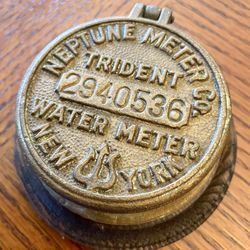 NEPTUNE METER CO.
TRIDENT
2940536
WATER METER
NEW YORK